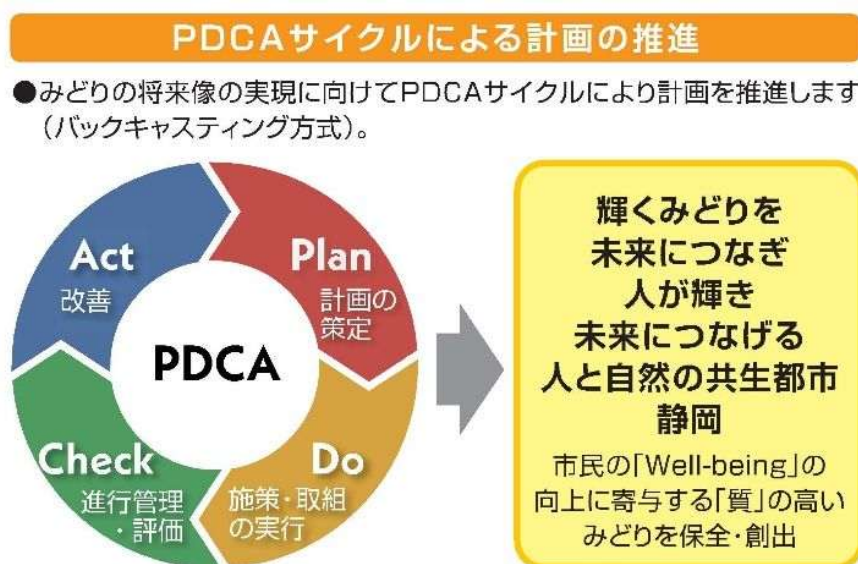 PDCAサイクルによる計画の推進
●みどりの将来像の実現に向けてPDCAサイクルにより計画を推進します
（バックキャスティング方式）。
Act
改善
Plan
計画の
策定
PDCA
Check
進行管理
・評価
Do
施策・取組
の実行
輝くみどりを
未来につなぎ
人が輝き
未来につなげる
人と自然の共生都市
静岡
市民の「Well-being」の
向上に寄与する「質」の高い
みどりを保全・創出